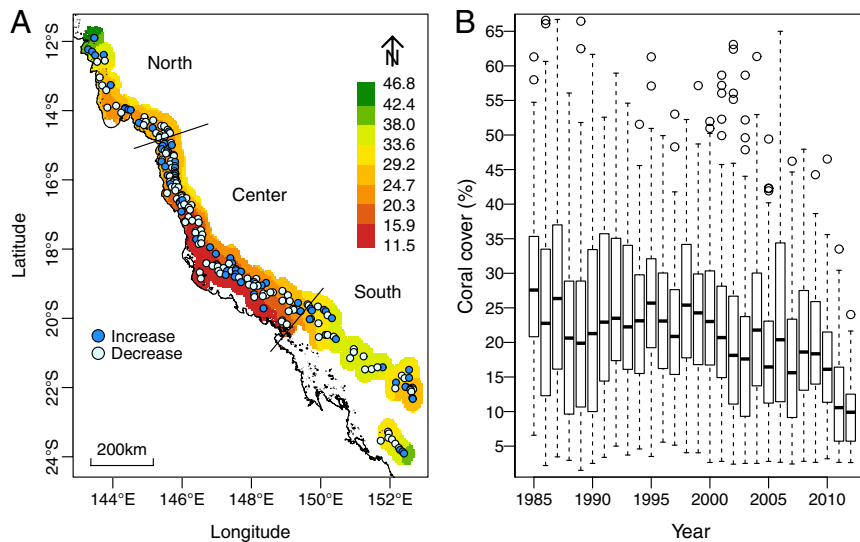 A
12°S
14°S
16°S
18°S
20°S
22°S
24°S
Latitude
North
Center
South
N
46.8
42.4
38.0
33.6
29.2
24.7
20.3
15.9
11.5
Increase
Decrease
200km
144°E 146°E 148°E 150°E 152°E
Longitude
B
65
60
55
50
45
40
35
30
25
20
15
10
5
Coral cover (%)
1985 1990 1995 2000 2005 2010
Year